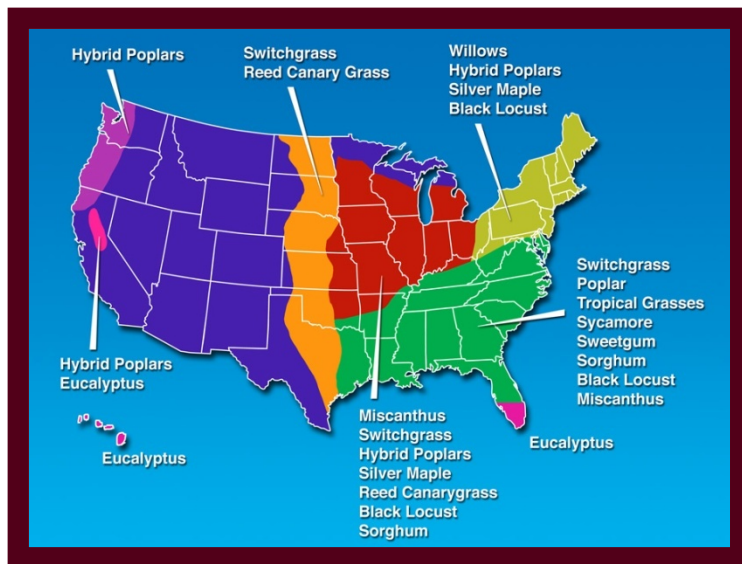 Hybrid Poplars
Switchgrass
Reed Canary Grass
Willows
Hybrid Poplars
Silver Maple
Black Locust
Switchgrass
Poplar
Tropical Grasses
Sycamore
Sweetgum
Sorghum
Black Locust
Miscanthus
Hybrid Poplars
Eucalyptus
Eucalyptus
Miscanthus
Switchgrass
Hybrid Poplars
Silver Maple
Reed Canarygrass
Black Locust
Sorghum
Eucalyptus